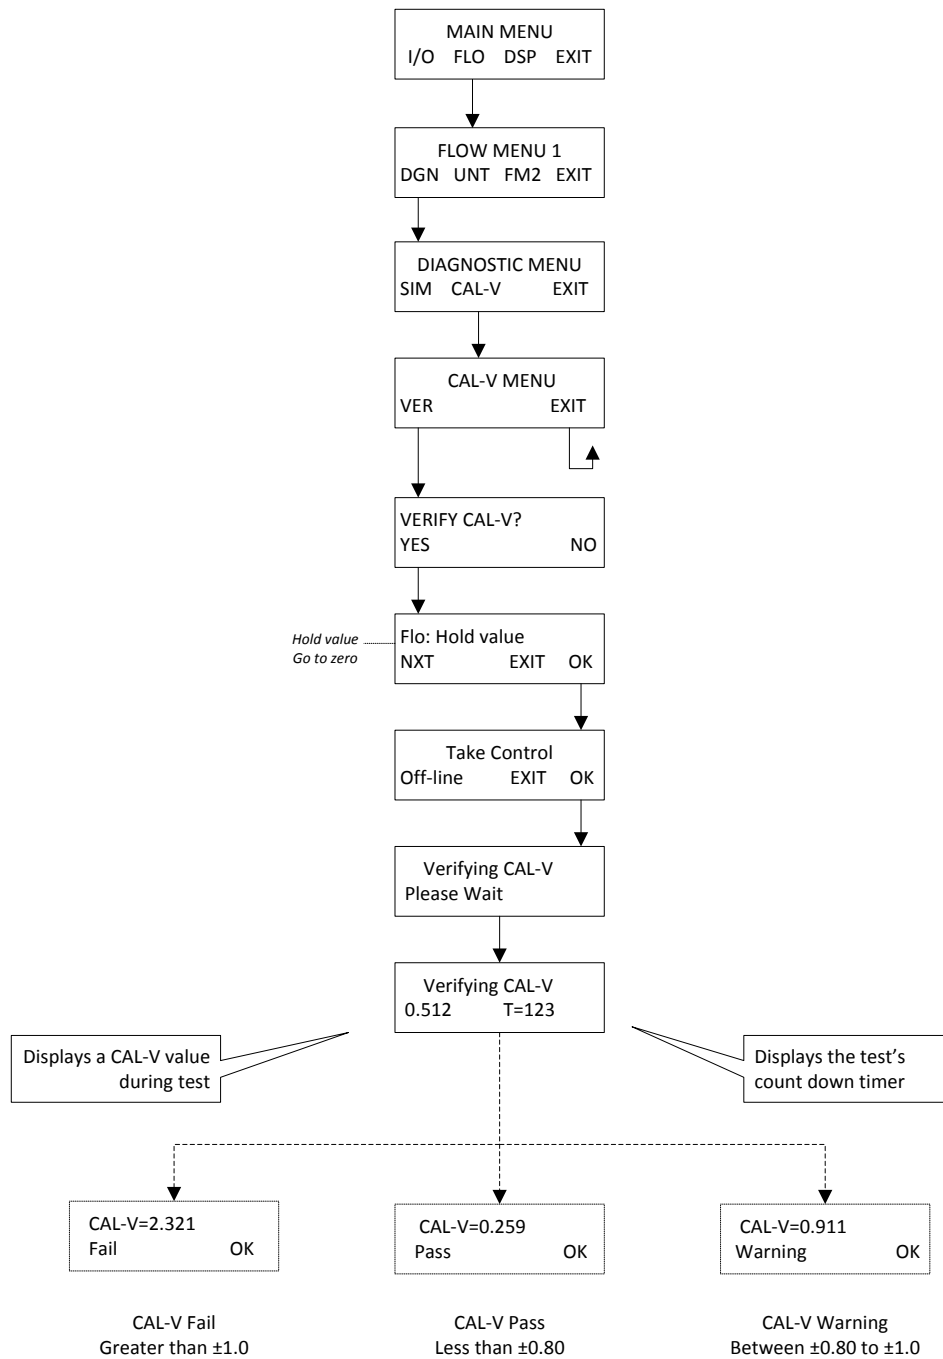 MAIN MENU
I/O FLO DSP EXIT
FLOW MENU 1
DGN UNT FM2 EXIT
DIAGNOSTIC MENU
SIM CAL-V EXIT
CAL-V MENU
VER EXIT
VERIFY CAL-V?
YES NO
Hold value
Go to zero
Flo: Hold value
NXT EXIT OK
Take Control
Off-line EXIT OK
Verifying CAL-V
Please Wait
Verifying CAL-V
0.512 T=123
Displays a CAL-V value
during test
Displays the test's
count down timer
CAL-V=2.321
Fail OK
CAL-V=0.259
Pass OK
CAL-V=0.911
Warning OK
CAL-V Fail
Greater than ±1.0
CAL-V Pass
Less than ±0.80
CAL-V Warning
Between ±0.80 to ±1.0